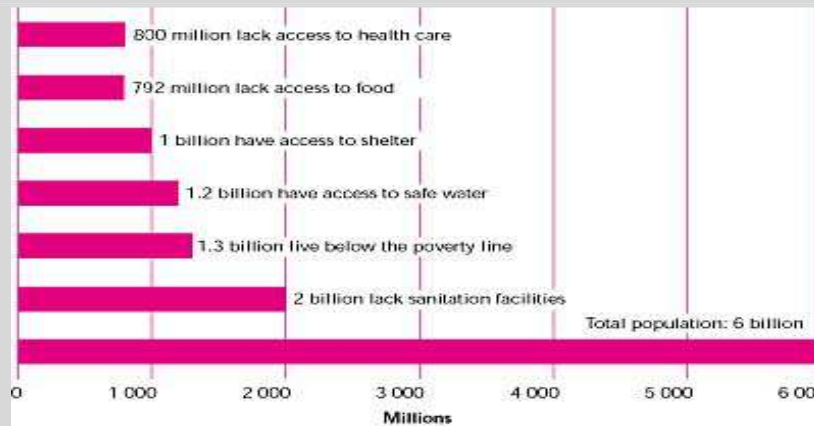 800 million lack access to health care
792 million lack access to food
1 billion have access to shelter
1.2 billion have access to safe water
1.3 billion live below the poverty line
2 billion lack sanitation facilities
Total population: 6 billion
0 1 000 2 000 3 000 4 000 5 000 6 00
Millions